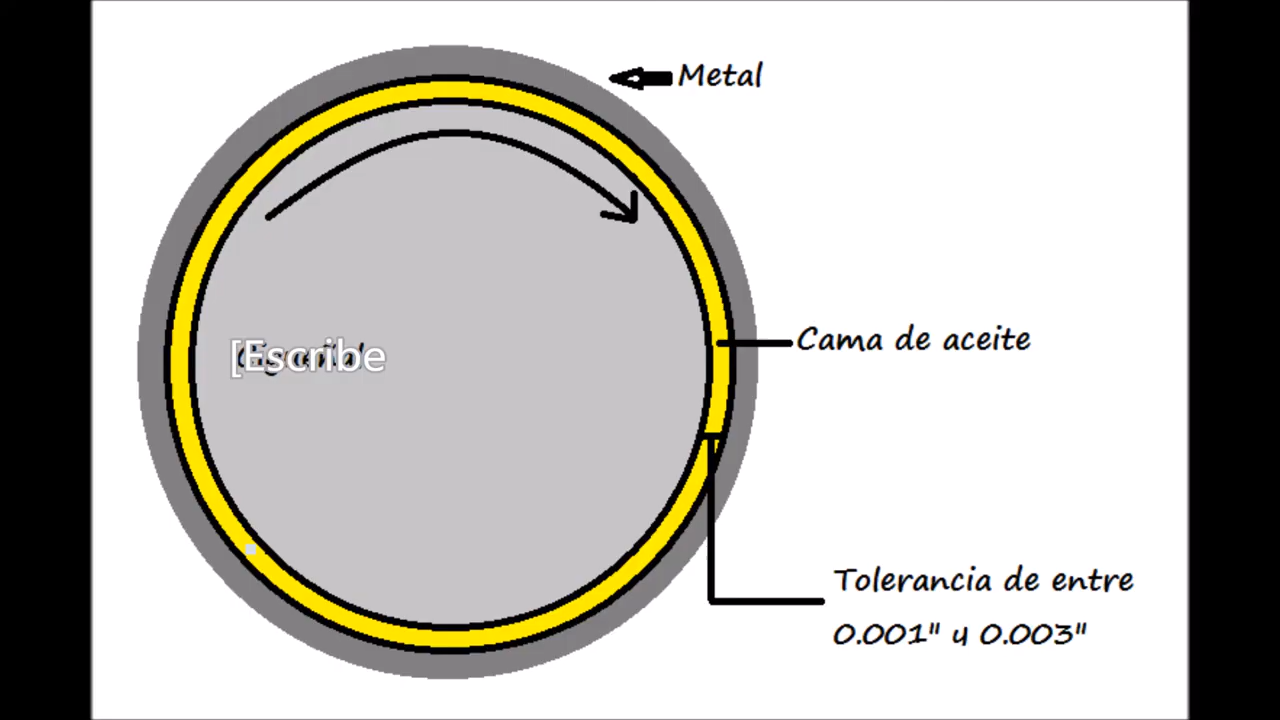 Metal
Cama de aceite
[Escribe
Tolerancia de entre
0.001" y 0.003"